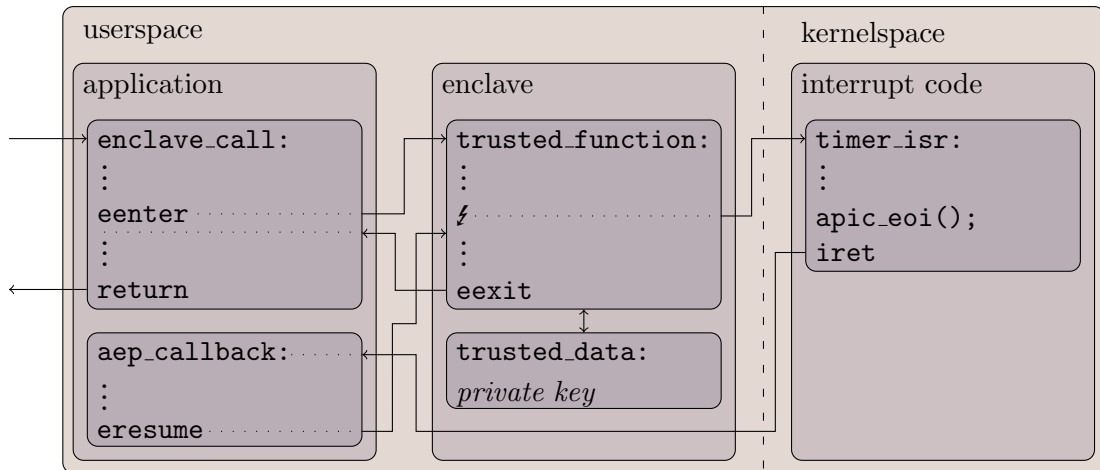 userspace
application
enclave_call:
⋮
eenter
⋮
return
aep_callback:
⋮
eresume
enclave
trusted_function:
⋮
⋮
eexit
trusted_data:
private key
kernelspace
interrupt code
timer_isr:
⋮
apic_eoi();
iret